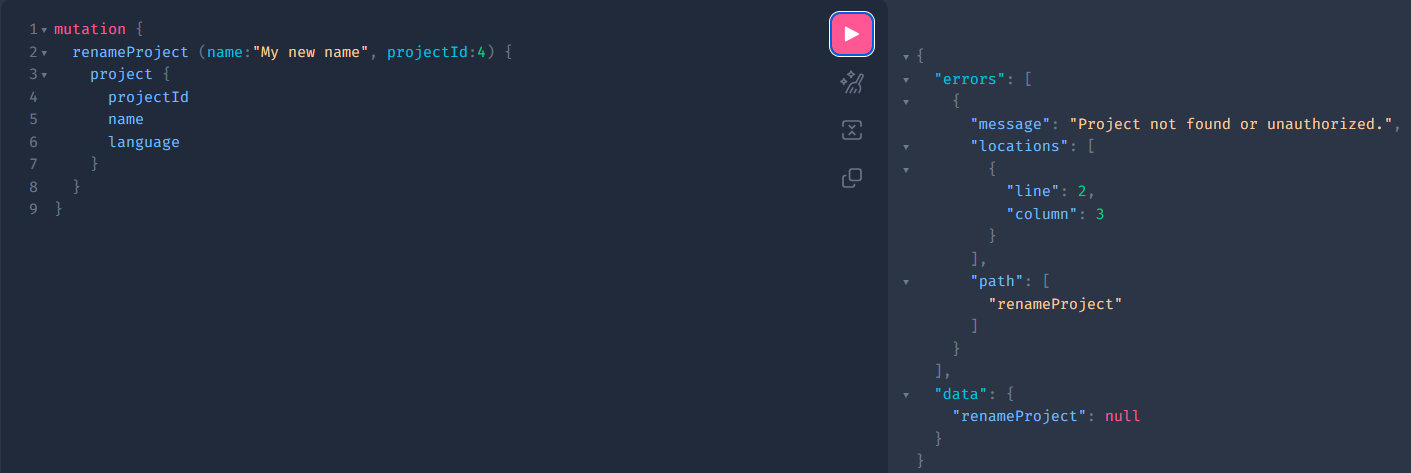 1 mutation {
2 renameProject (name:"My new name", projectId:4) {
3 project {
4 projectId
5 name
6 language
7 }
8 }
9 }
{
"errors": [
{
"message": "Project not found or unauthorized.",
"locations": [
{
"line": 2,
"column": 3
}
],
"path": [
"renameProject"
]
}
],
"data": {
"renameProject": null
}
}